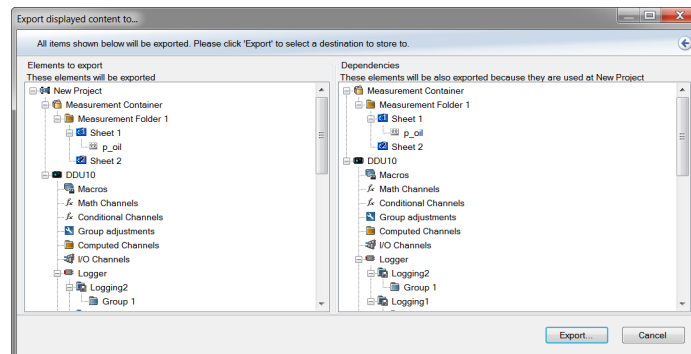 Export displayed content to...
All items shown below will be exported. Please click 'Export' to select a destination to store to.
Elements to export
These elements will be exported
New Project
Measurement Container
Measurement Folder 1
Sheet 1
p_oil
Sheet 2
DDU10
Macros
fx Math Channels
fx Conditional Channels
Group adjustments
Computed Channels
I/O Channels
Logger
Logging2
Group 1
Dependencies
These elements will be also exported because they are used at New Project
Measurement Container
Measurement Folder 1
Sheet 1
p_oil
Sheet 2
DDU10
Macros
fx Math Channels
fx Conditional Channels
Group adjustments
Computed Channels
I/O Channels
Logger
Logging2
Group 1
Logging1
Export...
Cancel